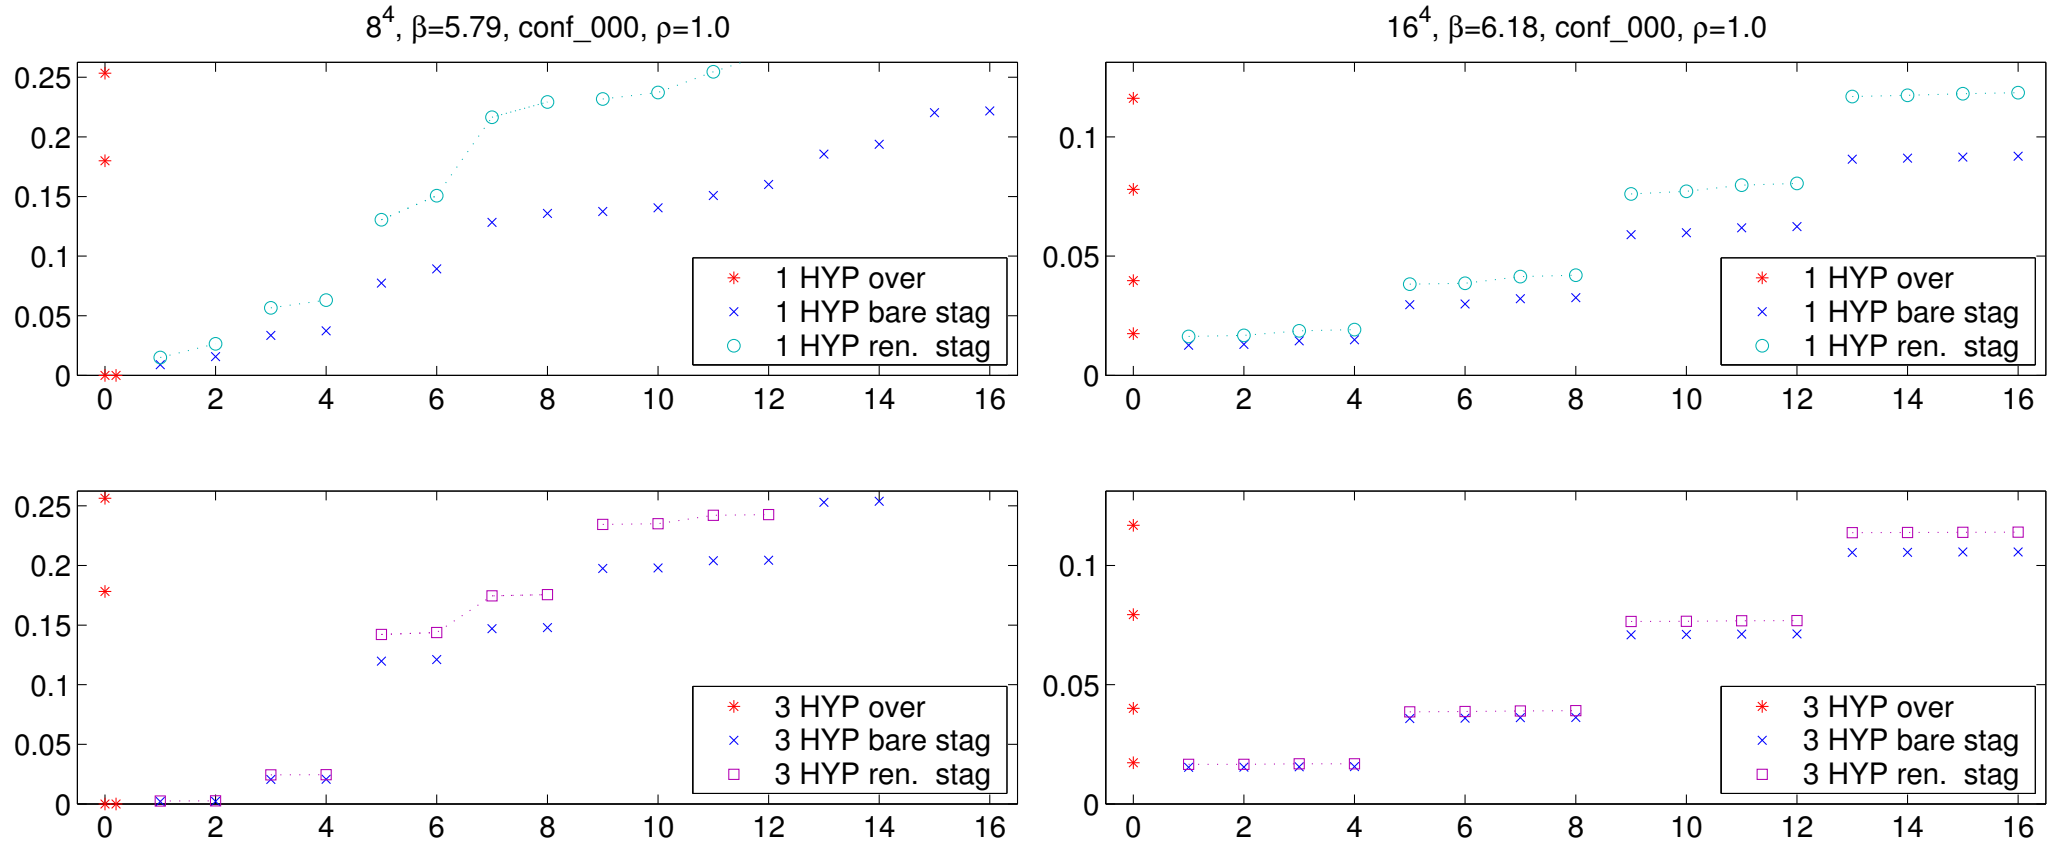 8^4, β=5.79, conf_000, ρ=1.0
0.25
0.2
0.15
0.1
0.05
0
0 2 4 6 8 10 12 14 16
1 HYP over
1 HYP bare stag
1 HYP ren. stag
16^4, β=6.18, conf_000, ρ=1.0
0.1
0.05
0
0 2 4 6 8 10 12 14 16
1 HYP over
1 HYP bare stag
1 HYP ren. stag
0.25
0.2
0.15
0.1
0.05
0
0 2 4 6 8 10 12 14 16
3 HYP over
3 HYP bare stag
3 HYP ren. stag
0.1
0.05
0
0 2 4 6 8 10 12 14 16
3 HYP over
3 HYP bare stag
3 HYP ren. stag